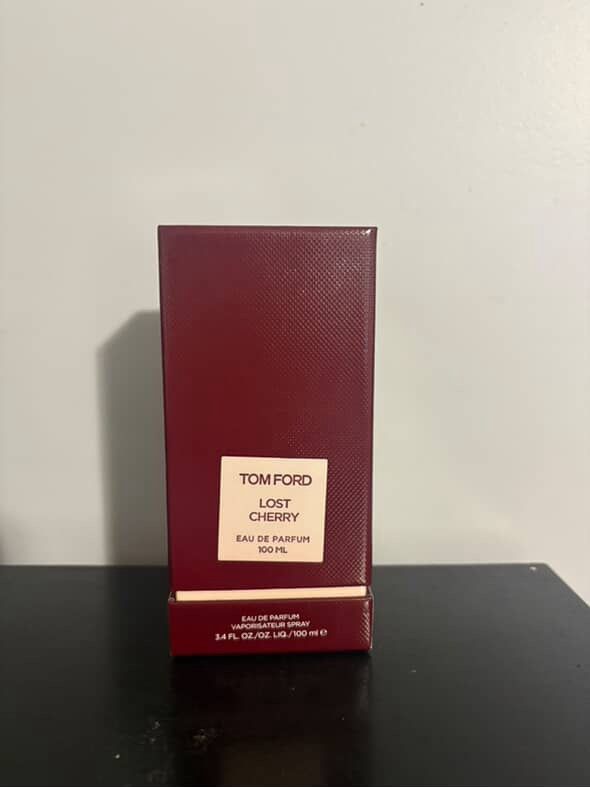 TOM FORD
LOST
CHERRY
EAU DE PARFUM
100 ML
EAU DE PARFUM
VAPORISATEUR SPRAY
3.4 FL. OZ./OZ. LIQ./100 ml ℮